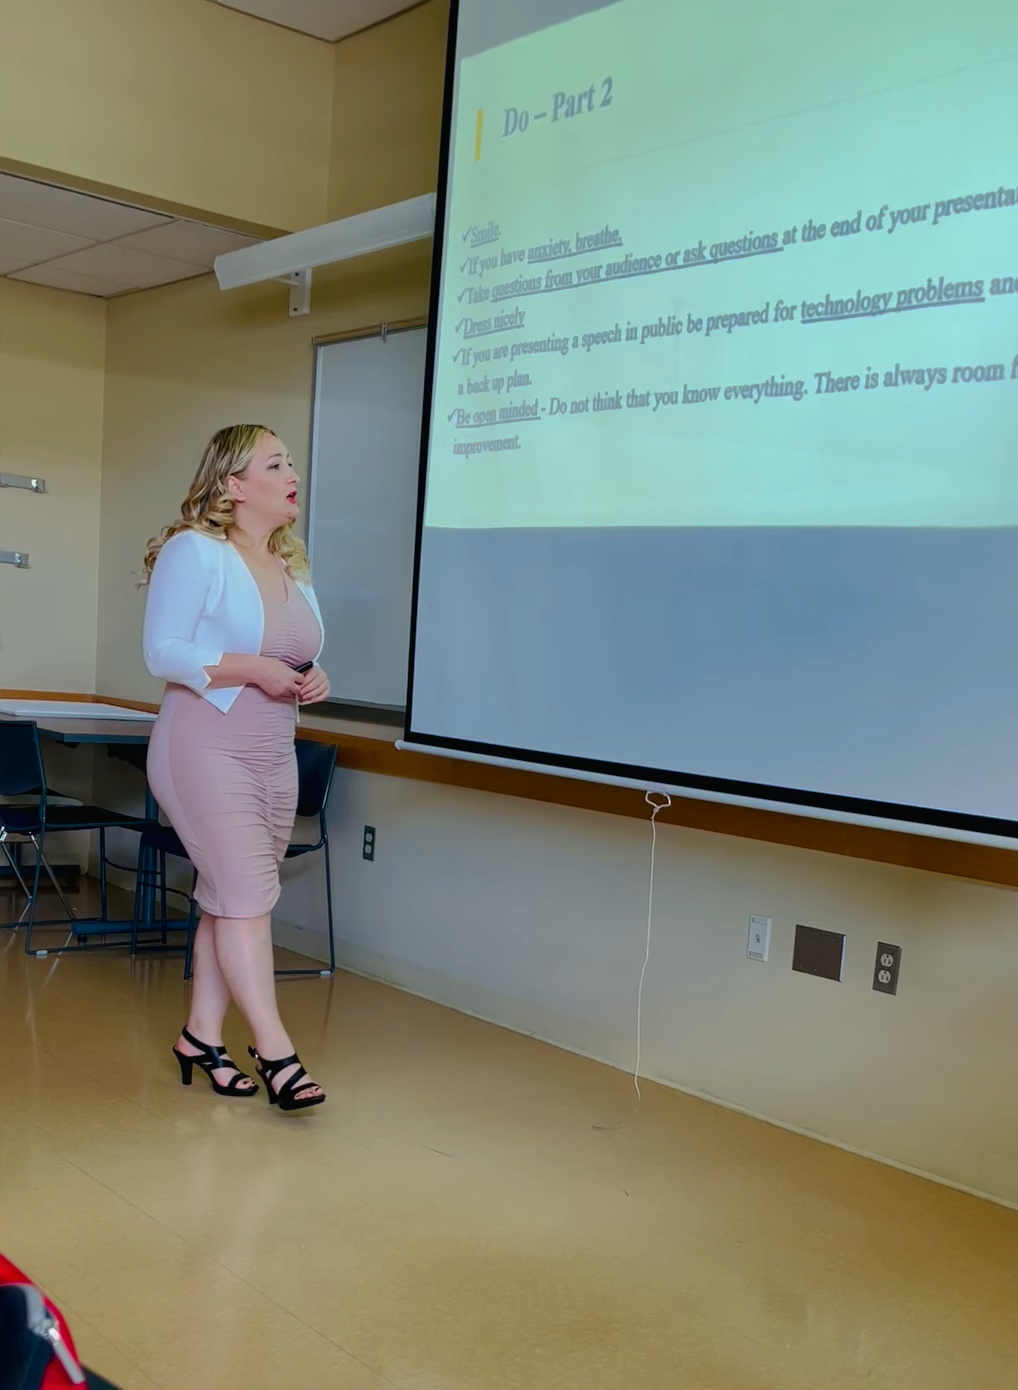 Do – Part 2
✓Smile.
✓If you have anxiety, breathe.
✓Take questions from your audience or ask questions at the end of your
✓Dress nicely
✓If you are presenting a speech in public be prepared for technology problems and
a back up plan.
✓Be open minded - Do not think that you know everything. There is always room
improvement.